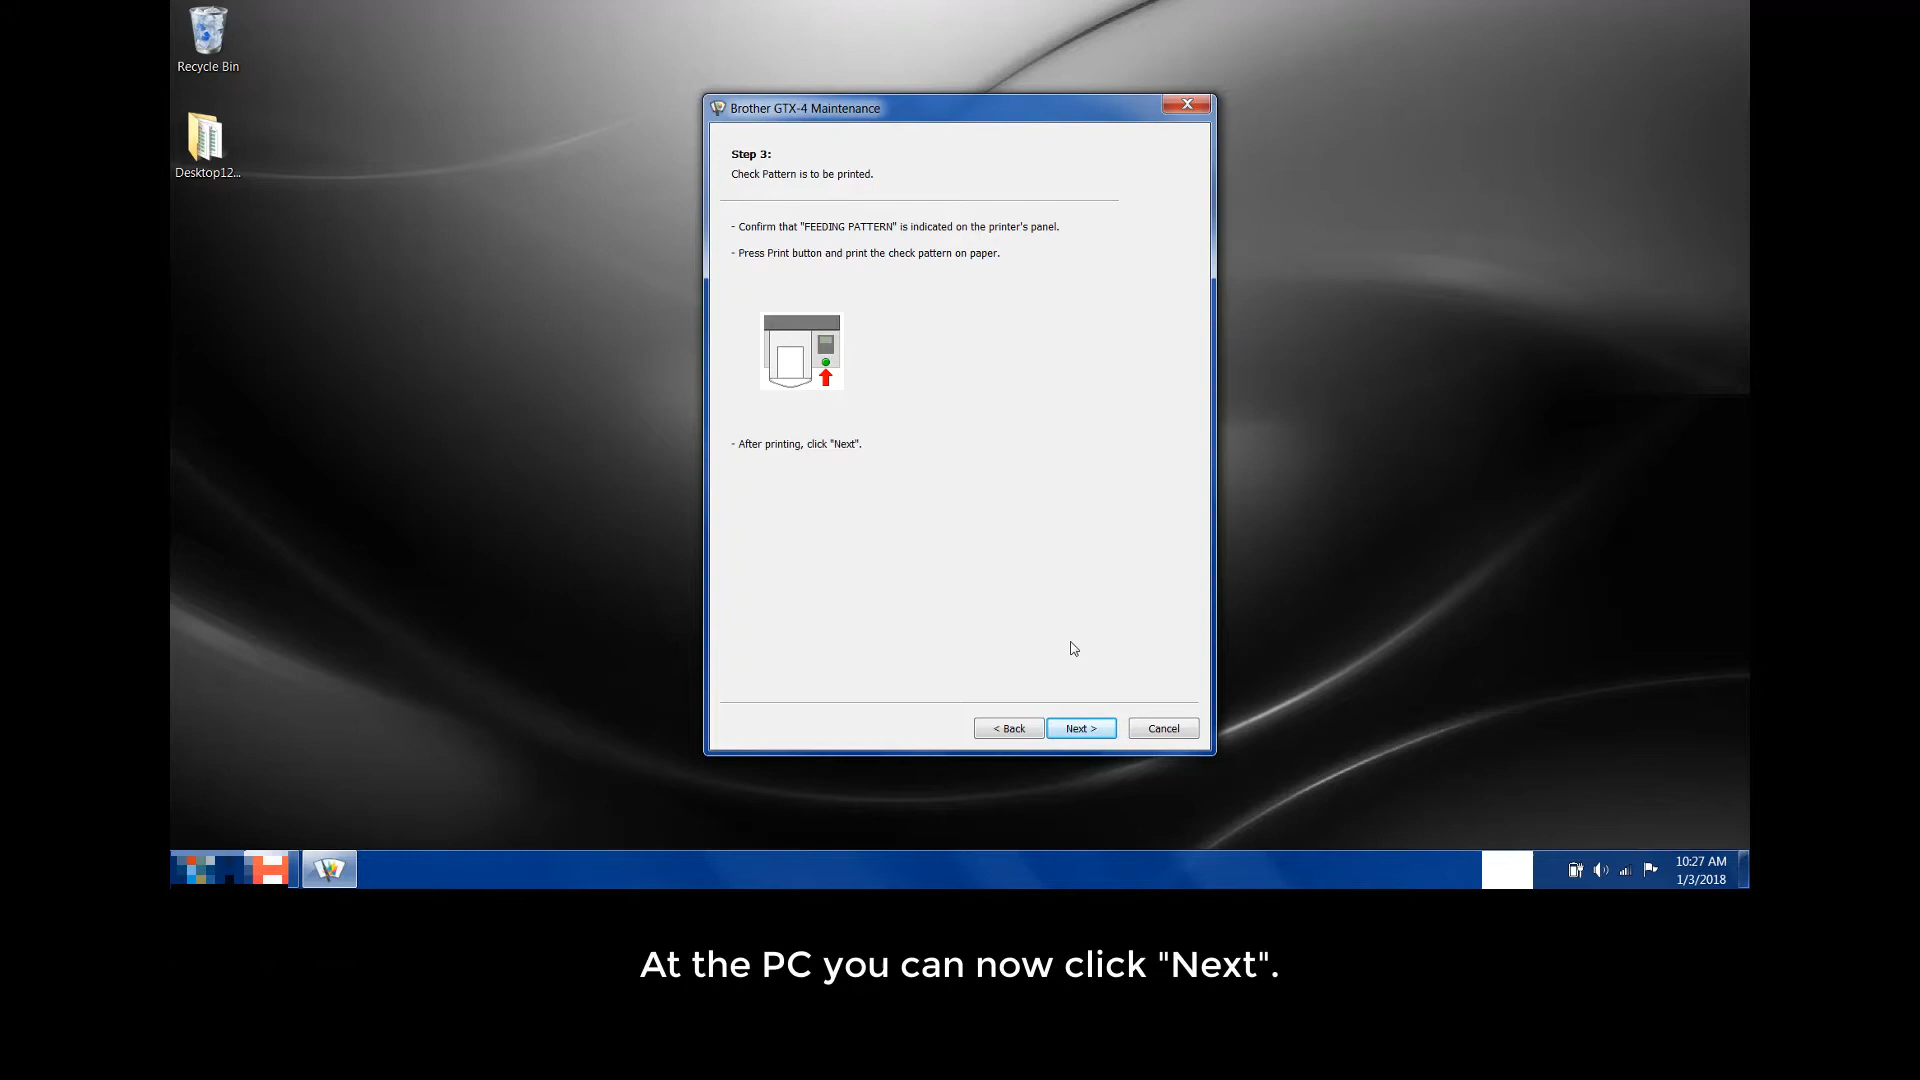 Recycle Bin
Desktop12...
Brother GTX-4 Maintenance
Step 3:
Check Pattern is to be printed.
- Confirm that "FEEDING PATTERN" is indicated on the printer's panel.
- Press Print button and print the check pattern on paper.
- After printing, click "Next".
< Back
Next >
Cancel
10:27 AM
1/3/2018
At the PC you can now click "Next".